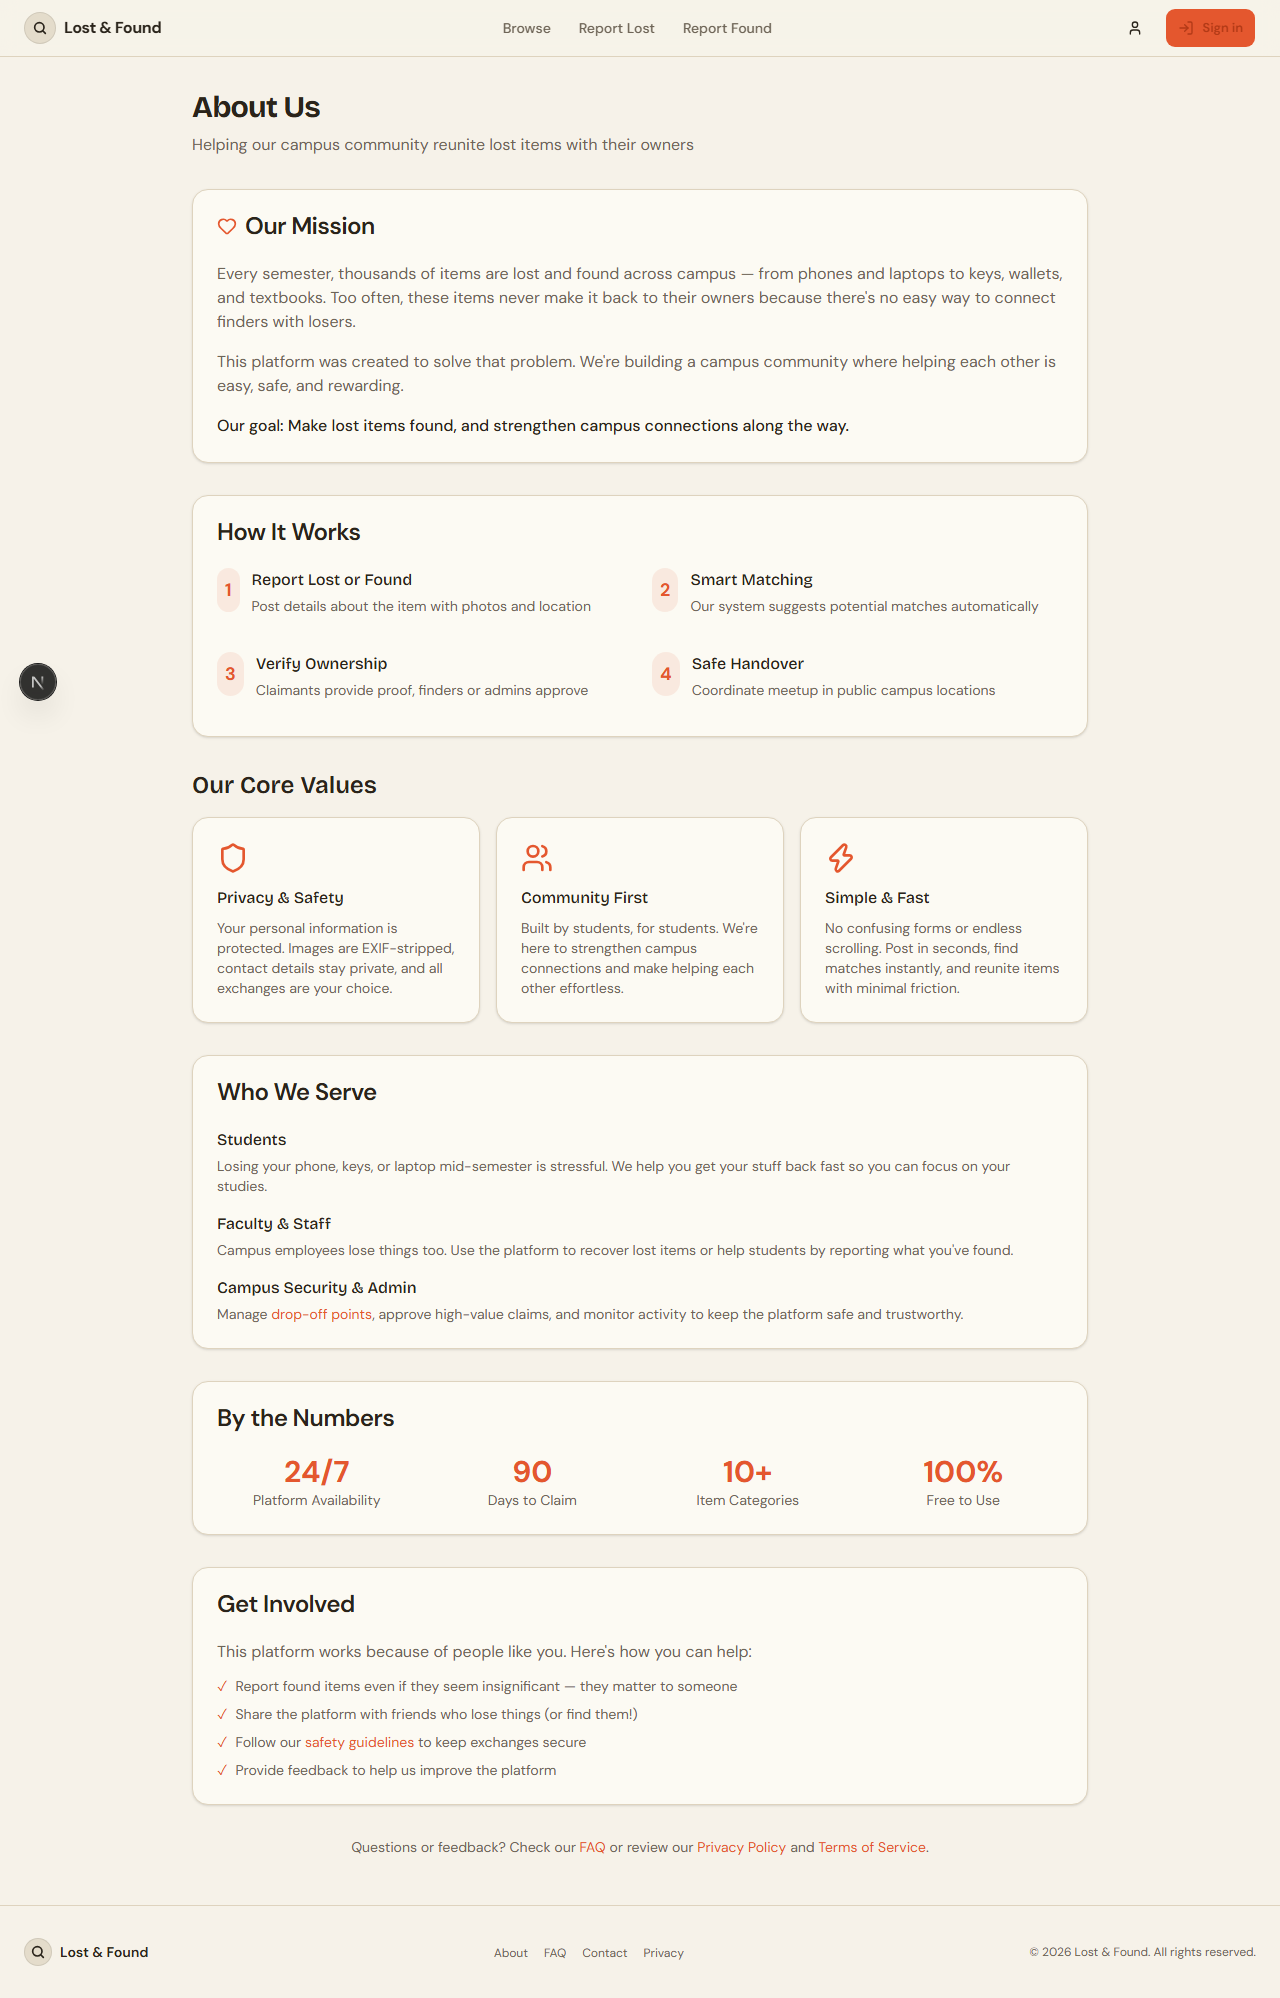 Lost & Found
Browse
Report Lost
Report Found
Sign in
About Us
Helping our campus community reunite lost items with their owners
Our Mission
Every semester, thousands of items are lost and found across campus — from phones and laptops to keys, wallets,
and textbooks. Too often, these items never make it back to their owners because there's no easy way to connect
finders with losers.
This platform was created to solve that problem. We're building a campus community where helping each other is
easy, safe, and rewarding.
Our goal: Make lost items found, and strengthen campus connections along the way.
How It Works
1
Report Lost or Found
Post details about the item with photos and location
2
Smart Matching
Our system suggests potential matches automatically
3
Verify Ownership
Claimants provide proof, finders or admins approve
4
Safe Handover
Coordinate meetup in public campus locations
N
Our Core Values
Privacy & Safety
Your personal information is
protected. Images are EXIF-stripped,
contact details stay private, and all
exchanges are your choice.
Community First
Built by students, for students. We're
here to strengthen campus
connections and make helping each
other effortless.
Simple & Fast
No confusing forms or endless
scrolling. Post in seconds, find
matches instantly, and reunite items
with minimal friction.
Who We Serve
Students
Losing your phone, keys, or laptop mid-semester is stressful. We help you get your stuff back fast so you can focus on your
studies.
Faculty & Staff
Campus employees lose things too. Use the platform to recover lost items or help students by reporting what you've found.
Campus Security & Admin
Manage drop-off points, approve high-value claims, and monitor activity to keep the platform safe and trustworthy.
By the Numbers
24/7
Platform Availability
90
Days to Claim
10+
Item Categories
100%
Free to Use
Get Involved
This platform works because of people like you. Here's how you can help:
✓ Report found items even if they seem insignificant — they matter to someone
✓ Share the platform with friends who lose things (or find them!)
✓ Follow our safety guidelines to keep exchanges secure
✓ Provide feedback to help us improve the platform
Questions or feedback? Check our FAQ or review our Privacy Policy and Terms of Service.
Lost & Found
About
FAQ
Contact
Privacy
© 2026 Lost & Found. All rights reserved.